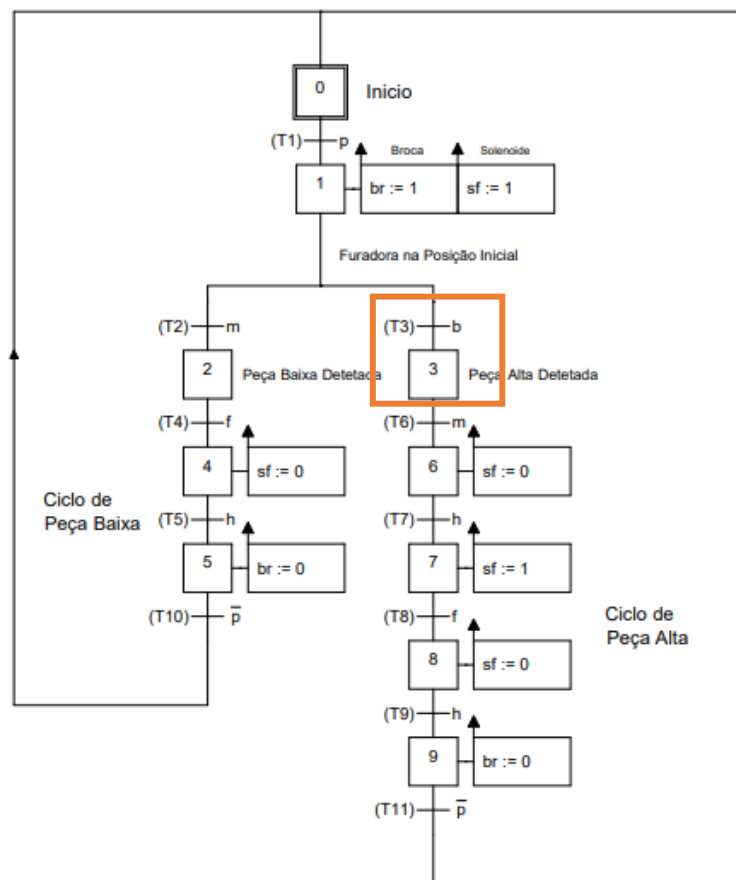 0 Inicio
(T1) p Broca Solenoide
1 br := 1 sf := 1
Furadora na Posição Inicial
(T2) m (T3) b
2 Peça Baixa Detetada 3 Peça Alta Detetada
(T4) f (T6) m
4 sf := 0 6 sf := 0
Ciclo de
Peça Baixa
(T5) h (T7) h
5 br := 0 7 sf := 1
(T10) p̅ (T8) f
Ciclo de
Peça Alta
8 sf := 0
(T9) h
9 br := 0
(T11) p̅